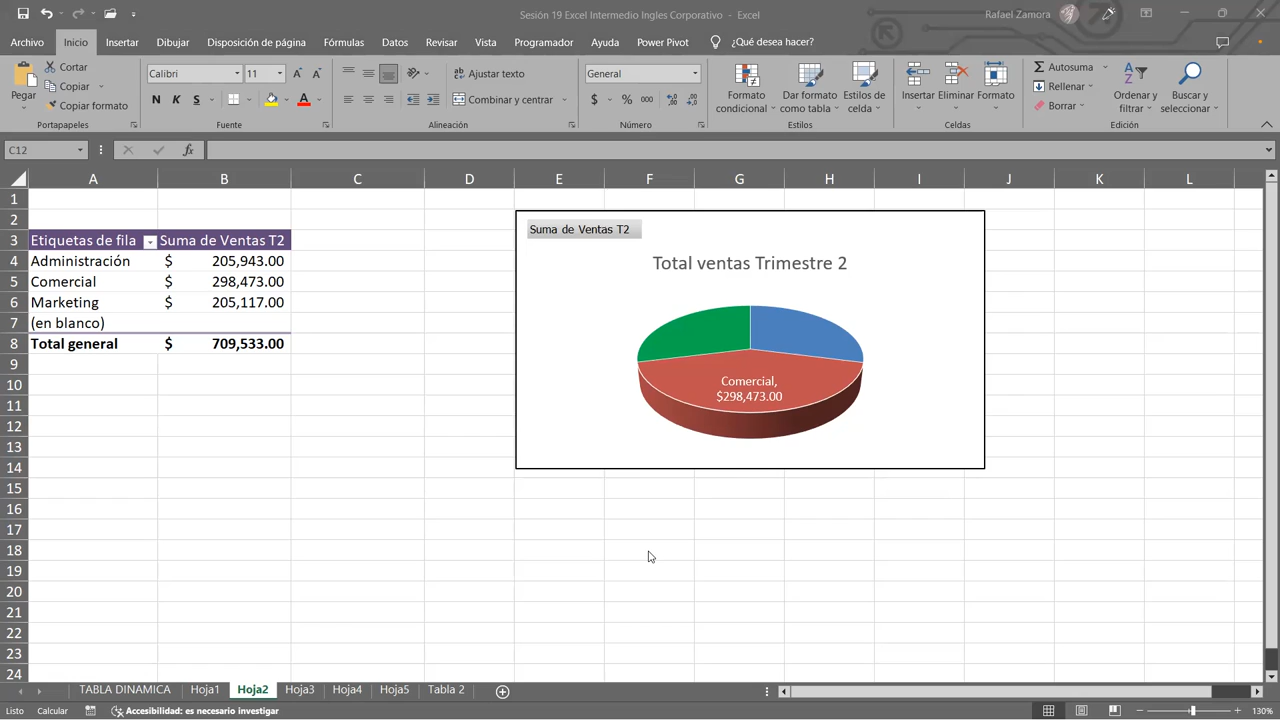 Sesión 19 Excel Intermedio Ingles Corporativo - Excel
Rafael Zamora
Archivo Inicio Insertar Dibujar Disposición de página Fórmulas Datos Revisar Vista Programador Ayuda Power Pivot ¿Qué desea hacer?
Pegar
Cortar
Copiar
Copiar formato
Portapapeles
Calibri 11
N K S
Fuente
Ajustar texto
Combinar y centrar
Alineación
General
$ % 000
Número
Formato condicional
Dar formato como tabla
Estilos de celda
Estilos
Insertar Eliminar Formato
Celdas
Autosuma
Rellenar
Borrar
Ordenar y filtrar
Buscar y seleccionar
Edición
C12 fx
A B C D E F G H I J K L
1
2
3 Etiquetas de fila Suma de Ventas T2
4 Administración $ 205,943.00
5 Comercial $ 298,473.00
6 Marketing $ 205,117.00
7 (en blanco)
8 Total general $ 709,533.00
9
10
11
12
13
14
15
16
17
18
19
20
21
22
23
24
Suma de Ventas T2
Total ventas Trimestre 2
Comercial,
$298,473.00
TABLA DINAMICA Hoja1 Hoja2 Hoja3 Hoja4 Hoja5 Tabla 2
Listo Calcular Accesibilidad: es necesario investigar 130%